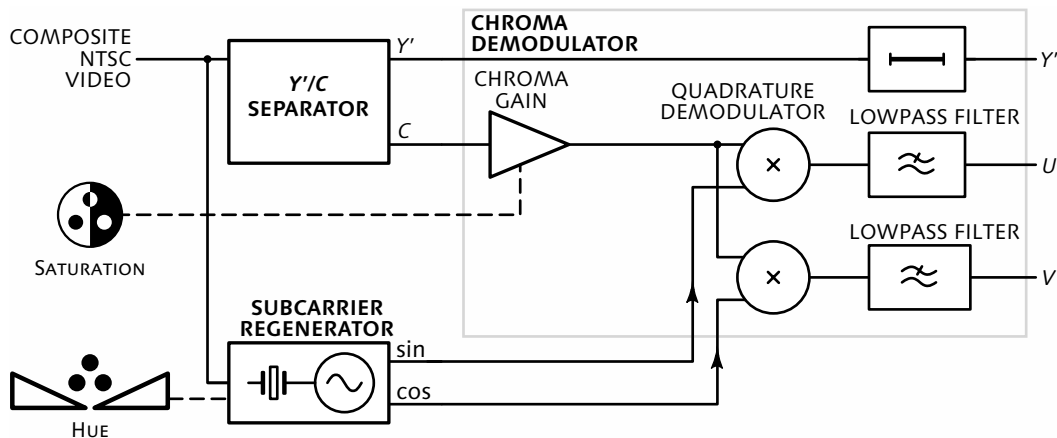 COMPOSITE
NTSC
VIDEO
Y'/C
SEPARATOR
Y'
C
CHROMA
DEMODULATOR
CHROMA
GAIN
QUADRATURE
DEMODULATOR
×
×
LOWPASS FILTER
LOWPASS FILTER
Y'
U
V
SATURATION
SUBCARRIER
REGENERATOR
sin
cos
HUE